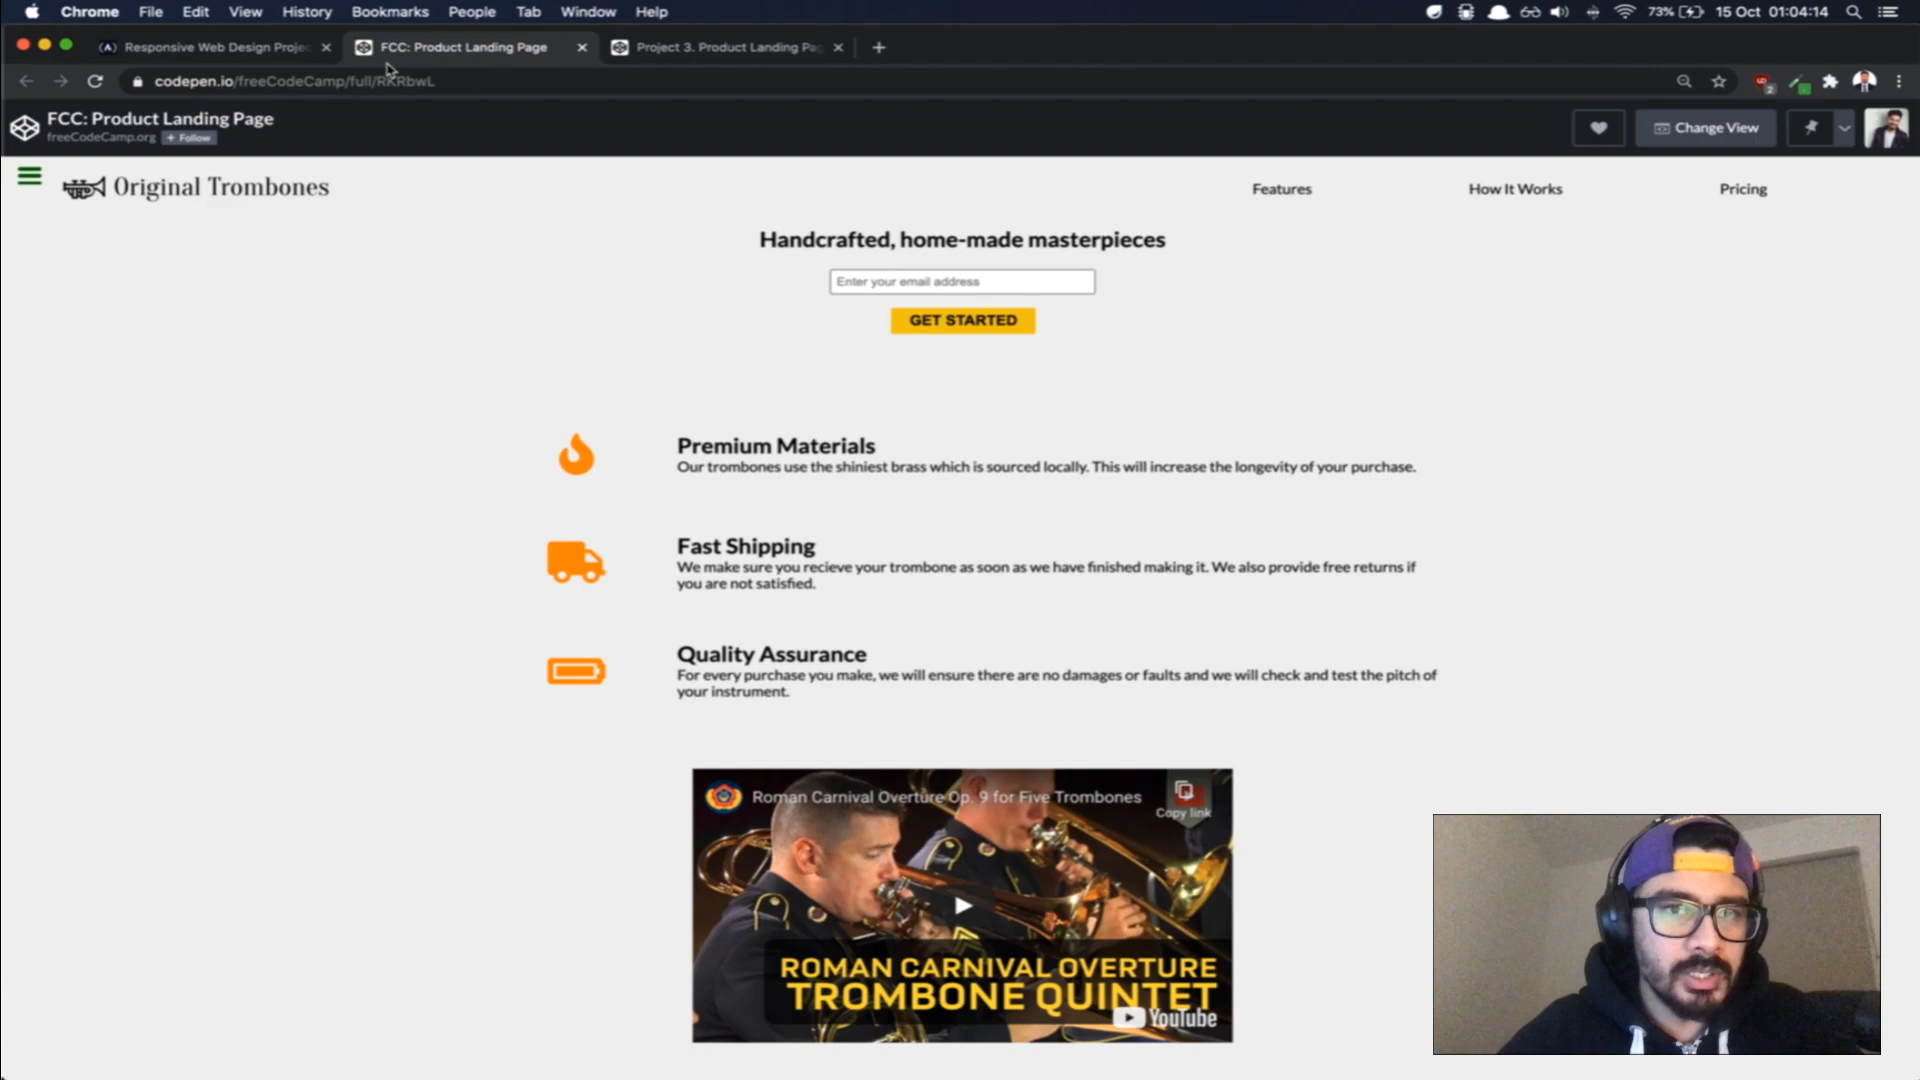 Chrome File Edit View History Bookmarks People Tab Window Help 73% 15 Oct 01:04:14
Responsive Web Design Proje FCC: Product Landing Page Project 3. Product Landing Pa
codepen.io/freeCodeCamp/full/RKRbwL
FCC: Product Landing Page
freeCodeCamp.org + Follow
Change View
Original Trombones
Features How It Works Pricing
Handcrafted, home-made masterpieces
Enter your email address
GET STARTED
Premium Materials
Our trombones use the shiniest brass which is sourced locally. This will increase the longevity of your purchase.
Fast Shipping
We make sure you recieve your trombone as soon as we have finished making it. We also provide free returns if
you are not satisfied.
Quality Assurance
For every purchase you make, we will ensure there are no damages or faults and we will check and test the pitch of
your instrument.
Roman Carnival Overture Op. 9 for Five Trombones
Copy link
ROMAN CARNIVAL OVERTURE
TROMBONE QUINTET
YouTube